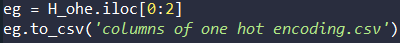 eg = H_ohe.iloc[0:2]
eg.to_csv('columns of one hot encoding.csv')